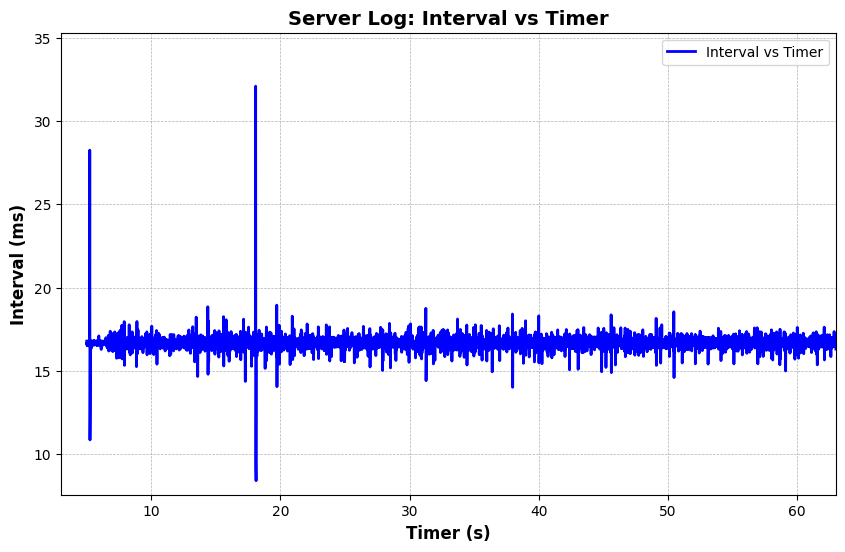 Server Log: Interval vs Timer
Interval vs Timer
35
30
25
20
15
10
Interval (ms)
10 20 30 40 50 60
Timer (s)